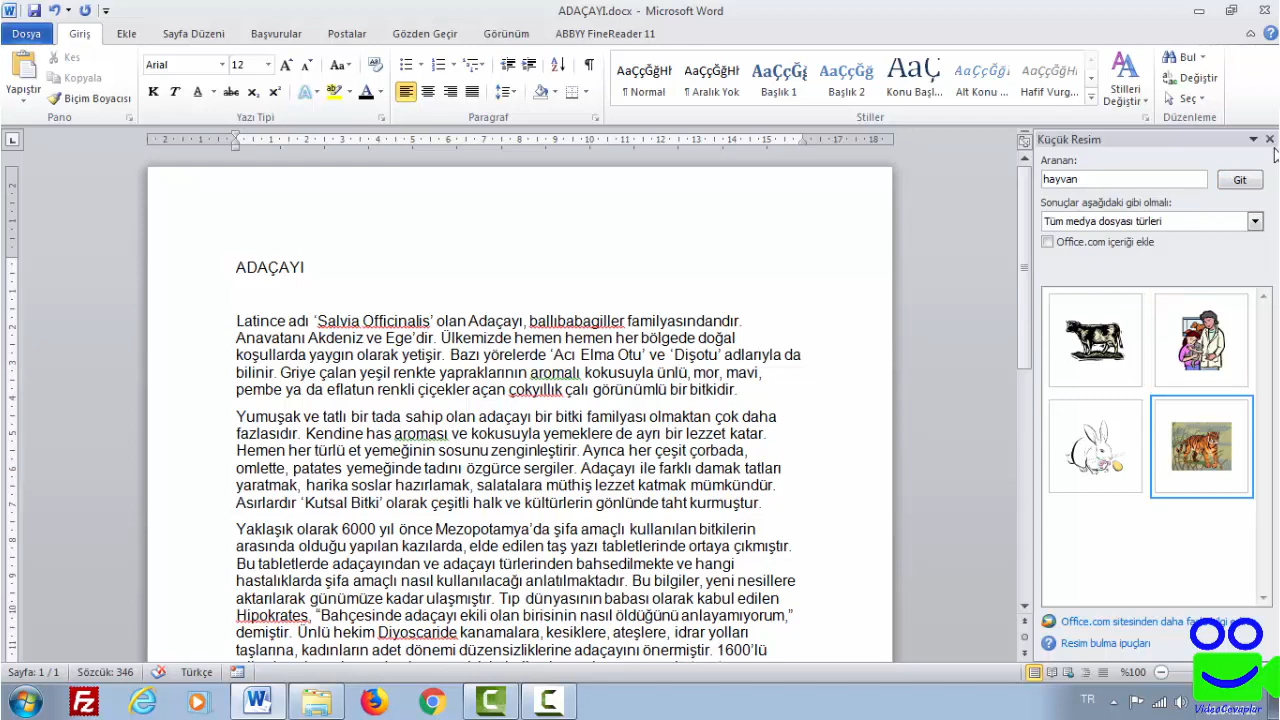 ADAÇAYI.docx - Microsoft Word
Dosya Giriş Ekle Sayfa Düzeni Başvurular Postalar Gözden Geçir Görünüm ABBYY FineReader 11
Yapıştır
Kes
Kopyala
Biçim Boyacısı
Pano
Arial 12
Yazı Tipi
Paragraf
AaÇçĞğHl AaÇçĞğHl AaÇçĞğ AaÇçĞğ AaÇ AaÇçĞğH AaÇçĞğH
¶ Normal ¶ Aralık Yok Başlık 1 Başlık 2 Konu Başl... Alt Konu ... Hafif Vurg...
Stilleri Değiştir
Stiller
Bul
Değiştir
Seç
Düzenleme
Küçük Resim
Aranan:
hayvan Git
Sonuçlar aşağıdaki gibi olmalı:
Tüm medya dosyası türleri
Office.com içeriği ekle
ADAÇAYI
Latince adı ‘Salvia Officinalis’ olan Adaçayı, ballıbabagiller familyasındandır.
Anavatanı Akdeniz ve Ege’dir. Ülkemizde hemen hemen her bölgede doğal
koşullarda yaygın olarak yetişir. Bazı yörelerde ‘Acı Elma Otu’ ve ‘Dişotu’ adlarıyla da
bilinir. Griye çalan yeşil renkte yapraklarının aromalı kokusuyla ünlü, mor, mavi,
pembe ya da eflatun renkli çiçekler açan çokyıllık çalı görünümlü bir bitkidir.
Yumuşak ve tatlı bir tada sahip olan adaçayı bir bitki familyası olmaktan çok daha
fazlasıdır. Kendine has aroması ve kokusuyla yemeklere de ayrı bir lezzet katar.
Hemen her türlü et yemeğinin sosunu zenginleştirir. Ayrıca her çeşit çorbada,
omlette, patates yemeğinde tadını özgürce sergiler. Adaçayı ile farklı damak tatları
yaratmak, harika soslar hazırlamak, salatalara müthiş lezzet katmak mümkündür.
Asırlardır ‘Kutsal Bitki’ olarak çeşitli halk ve kültürlerin gönlünde taht kurmuştur.
Yaklaşık olarak 6000 yıl önce Mezopotamya’da şifa amaçlı kullanılan bitkilerin
arasında olduğu yapılan kazılarda, elde edilen taş yazı tabletlerinde ortaya çıkmıştır.
Bu tabletlerde adaçayından ve adaçayı türlerinden bahsedilmekte ve hangi
hastalıklarda şifa amaçlı nasıl kullanılacağı anlatılmaktadır. Bu bilgiler, yeni nesillere
aktarılarak günümüze kadar ulaşmıştır. Tıp dünyasının babası olarak kabul edilen
Hipokrates, “Bahçesinde adaçayı ekili olan birisinin nasıl öldüğünü anlayamıyorum,”
demiştir. Ünlü hekim Diyoscaride kanamalara, kesiklere, ateşlere, idrar yolları
taşlarına, kadınların adet dönemi düzensizliklerine adaçayını önermiştir. 1600’lü
Office.com sitesinden daha
Resim bulma ipuçları
Sayfa: 1 / 1 Sözcük: 346 Türkçe %100
TR
VideoCevaplar